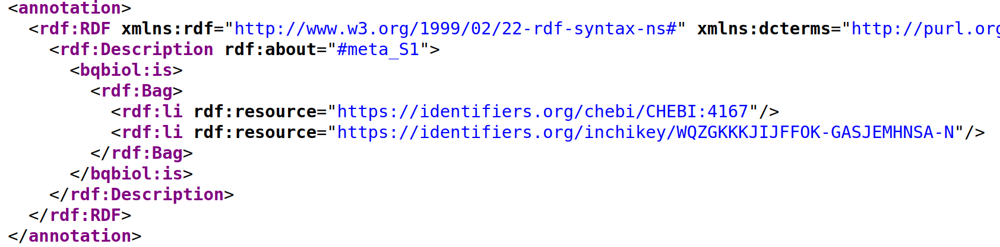 <annotation>
<rdf:RDF xmlns:rdf="http://www.w3.org/1999/02/22-rdf-syntax-ns#" xmlns:dcterms="http://purl.org
<rdf:Description rdf:about="#meta_S1">
<bqbiol:is>
<rdf:Bag>
<rdf:li rdf:resource="https://identifiers.org/chebi/CHEBI:4167"/>
<rdf:li rdf:resource="https://identifiers.org/inchikey/WQZGKKKJIJFFOK-GASJEMHNSA-N"/>
</rdf:Bag>
</bqbiol:is>
</rdf:Description>
</rdf:RDF>
</annotation>